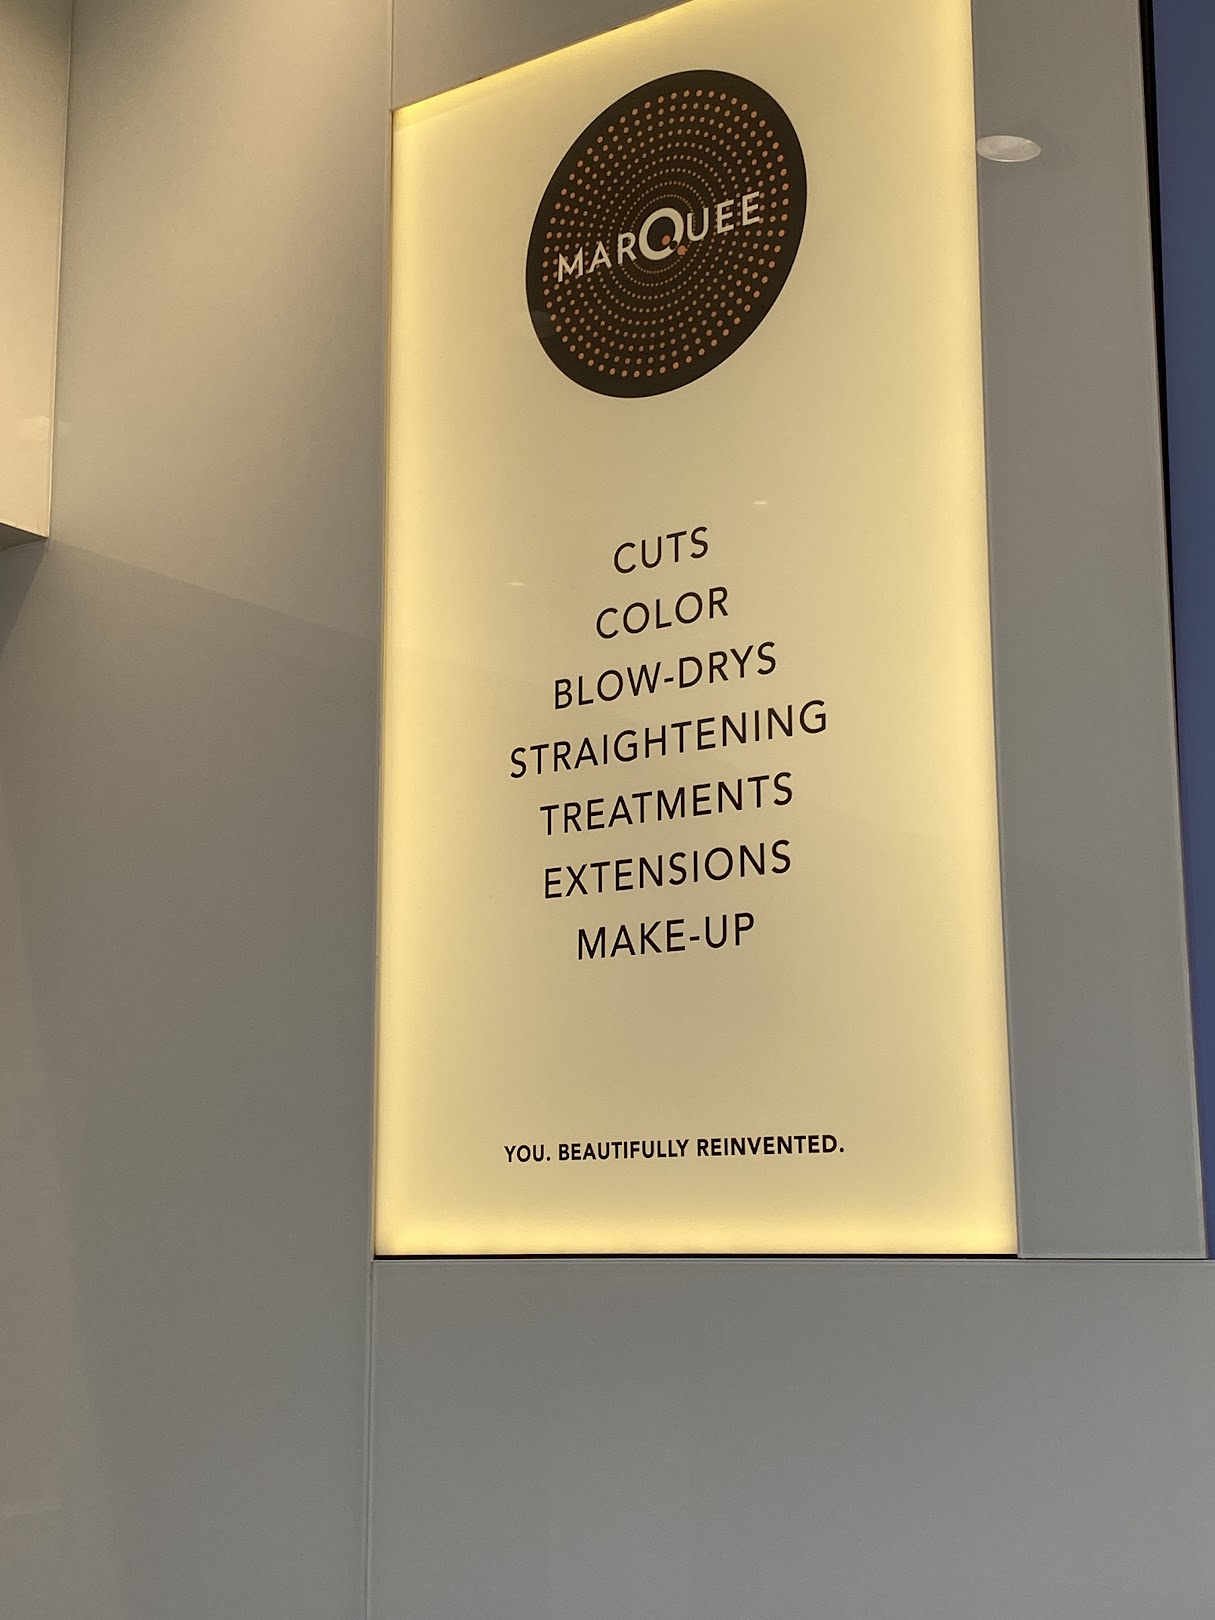 MARQUEE
CUTS
COLOR
BLOW-DRYS
STRAIGHTENING
TREATMENTS
EXTENSIONS
MAKE-UP
YOU. BEAUTIFULLY REINVENTED.